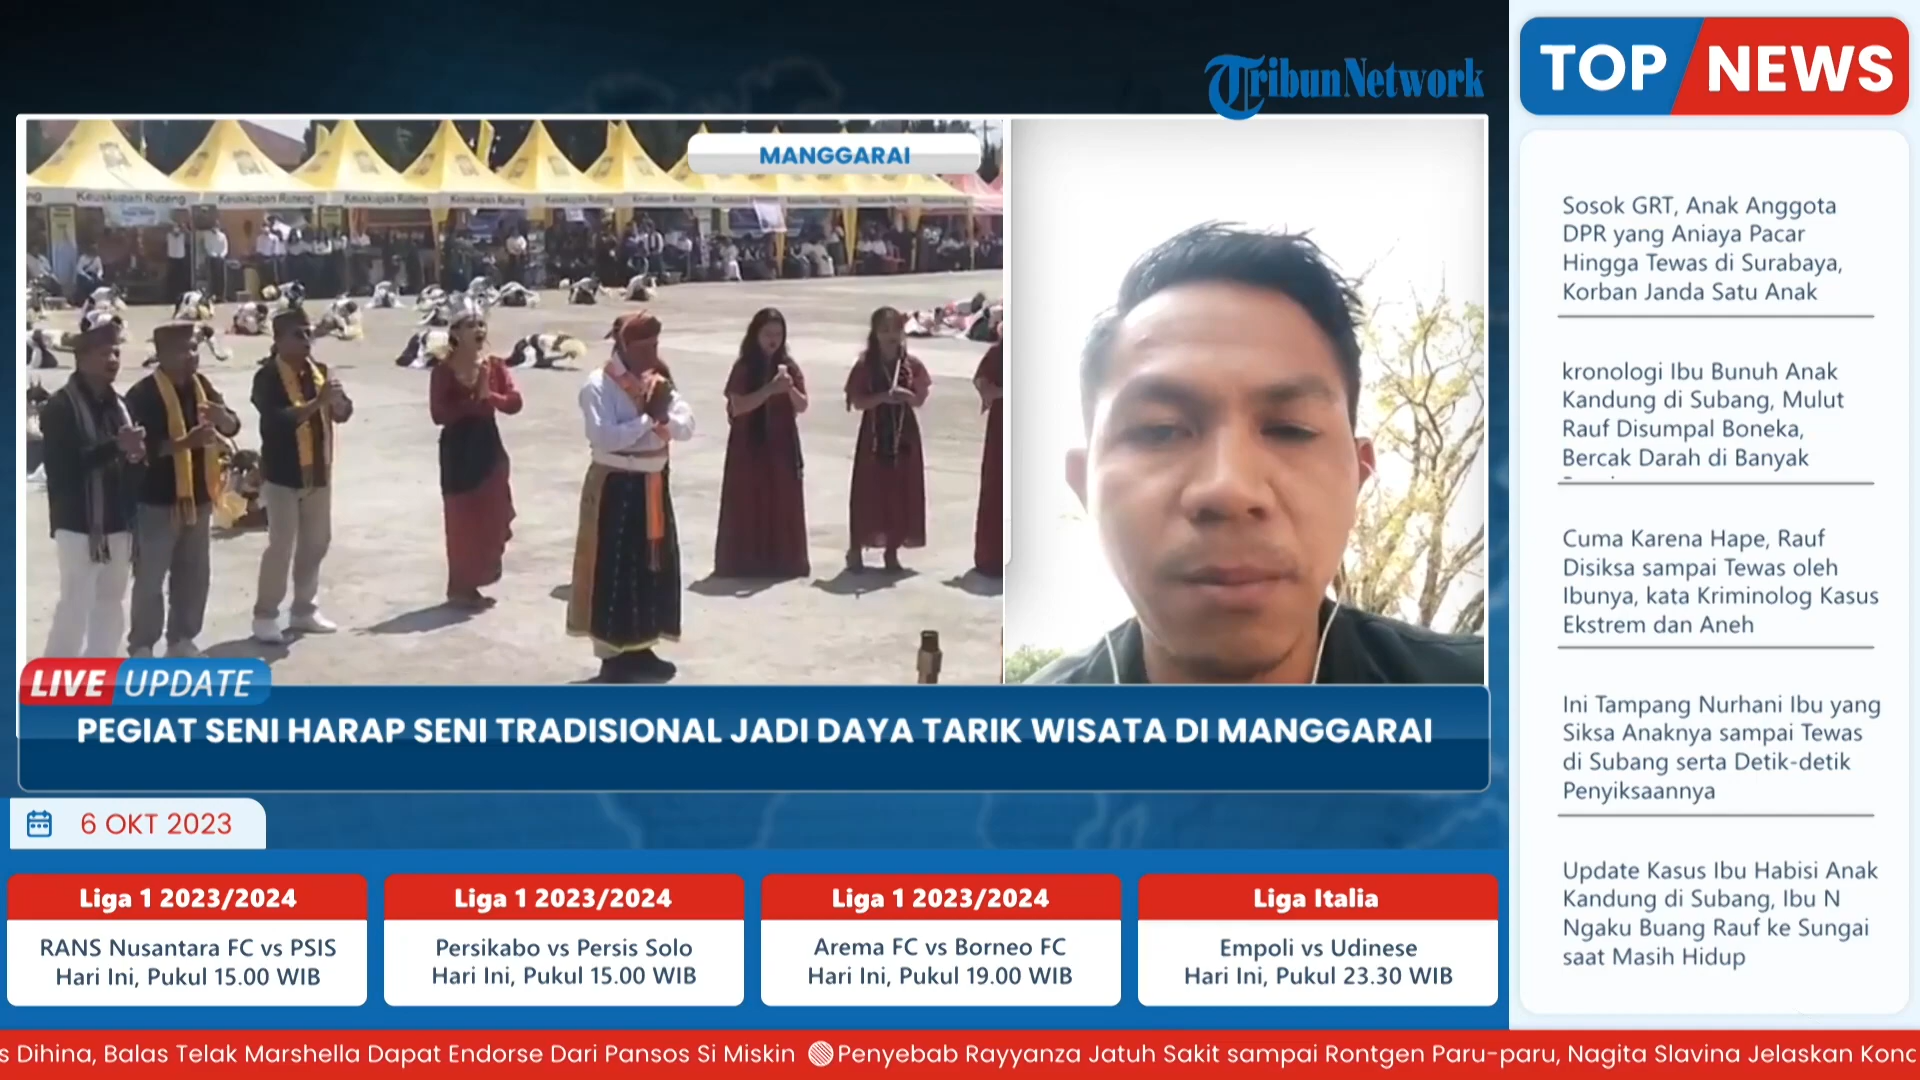 TribunNetwork
TOP NEWS
MANGGARAI
Keuskupan Ruteng
Keuskupan Ruteng
Keuskupan Ruteng
Keuskupan Ruteng
LIVE UPDATE
PEGIAT SENI HARAP SENI TRADISIONAL JADI DAYA TARIK WISATA DI MANGGARAI
6 OKT 2023
Liga 1 2023/2024
RANS Nusantara FC vs PSIS
Hari Ini, Pukul 15.00 WIB
Liga 1 2023/2024
Persikabo vs Persis Solo
Hari Ini, Pukul 15.00 WIB
Liga 1 2023/2024
Arema FC vs Borneo FC
Hari Ini, Pukul 19.00 WIB
Liga Italia
Empoli vs Udinese
Hari Ini, Pukul 23.30 WIB
Sosok GRT, Anak Anggota
DPR yang Aniaya Pacar
Hingga Tewas di Surabaya,
Korban Janda Satu Anak
kronologi Ibu Bunuh Anak
Kandung di Subang, Mulut
Rauf Disumpal Boneka,
Bercak Darah di Banyak
Cuma Karena Hape, Rauf
Disiksa sampai Tewas oleh
Ibunya, kata Kriminolog Kasus
Ekstrem dan Aneh
Ini Tampang Nurhani Ibu yang
Siksa Anaknya sampai Tewas
di Subang serta Detik-detik
Penyiksaannya
Update Kasus Ibu Habisi Anak
Kandung di Subang, Ibu N
Ngaku Buang Rauf ke Sungai
saat Masih Hidup
s Dihina, Balas Telak Marshella Dapat Endorse Dari Pansos Si Miskin Penyebab Rayyanza Jatuh Sakit sampai Rontgen Paru-paru, Nagita Slavina Jelaskan Kond